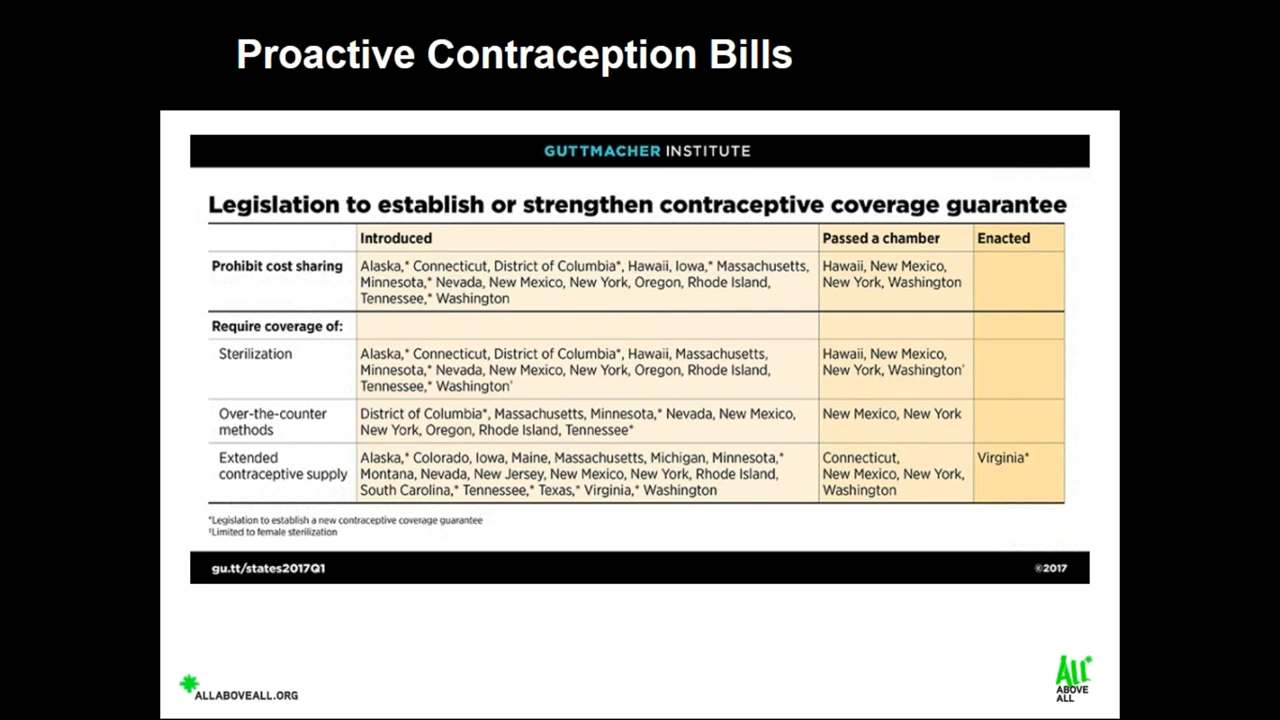 Proactive Contraception Bills
GUTTMACHER INSTITUTE
Legislation to establish or strengthen contraceptive coverage guarantee
Introduced
Passed a chamber
Enacted
Prohibit cost sharing
Alaska,* Connecticut, District of Columbia*, Hawaii, Iowa,* Massachusetts,
Minnesota,* Nevada, New Mexico, New York, Oregon, Rhode Island,
Tennessee,* Washington
Hawaii, New Mexico,
New York, Washington
Require coverage of:
Sterilization
Alaska,* Connecticut, District of Columbia*, Hawaii, Massachusetts,
Minnesota,* Nevada, New Mexico, New York, Oregon, Rhode Island,
Tennessee,* Washington†
Hawaii, New Mexico,
New York, Washington†
Over-the-counter
methods
District of Columbia*, Massachusetts, Minnesota,* Nevada, New Mexico,
New York, Oregon, Rhode Island, Tennessee*
New Mexico, New York
Extended
contraceptive supply
Alaska,* Colorado, Iowa, Maine, Massachusetts, Michigan, Minnesota,*
Montana, Nevada, New Jersey, New Mexico, New York, Rhode Island,
South Carolina,* Tennessee,* Texas,* Virginia,* Washington
Connecticut,
New Mexico, New York,
Washington
Virginia*
*Legislation to establish a new contraceptive coverage guarantee
†Limited to female sterilization
gu.tt/states2017Q1
©2017
ALLABOVEALL.ORG
All*
ABOVE
ALL